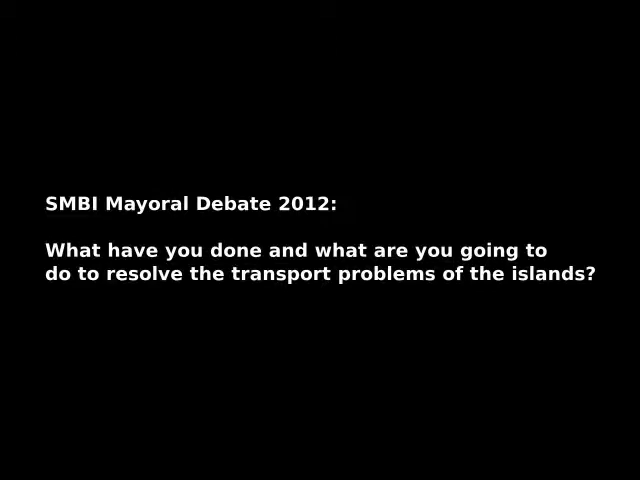 SMBI Mayoral Debate 2012:
What have you done and what are you going to
do to resolve the transport problems of the islands?